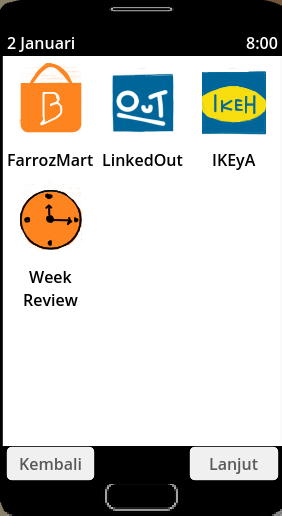 2 Januari 8:00
B OUT IKEH
FarrozMart LinkedOut IKEyA
Week
Review
Kembali Lanjut